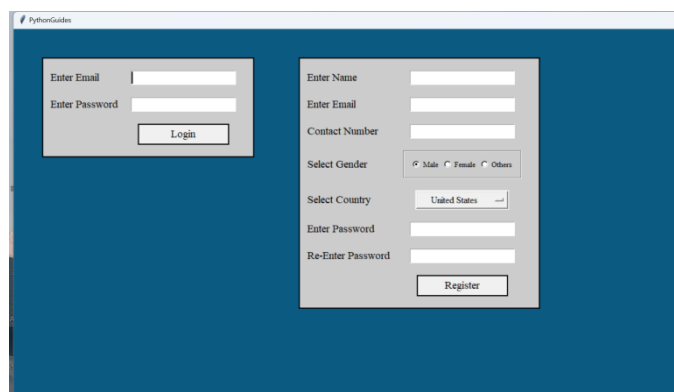 PythonGuides
Enter Email
Enter Password
Login
Enter Name
Enter Email
Contact Number
Select Gender
Male Female Others
Select Country
United States
Enter Password
Re-Enter Password
Register